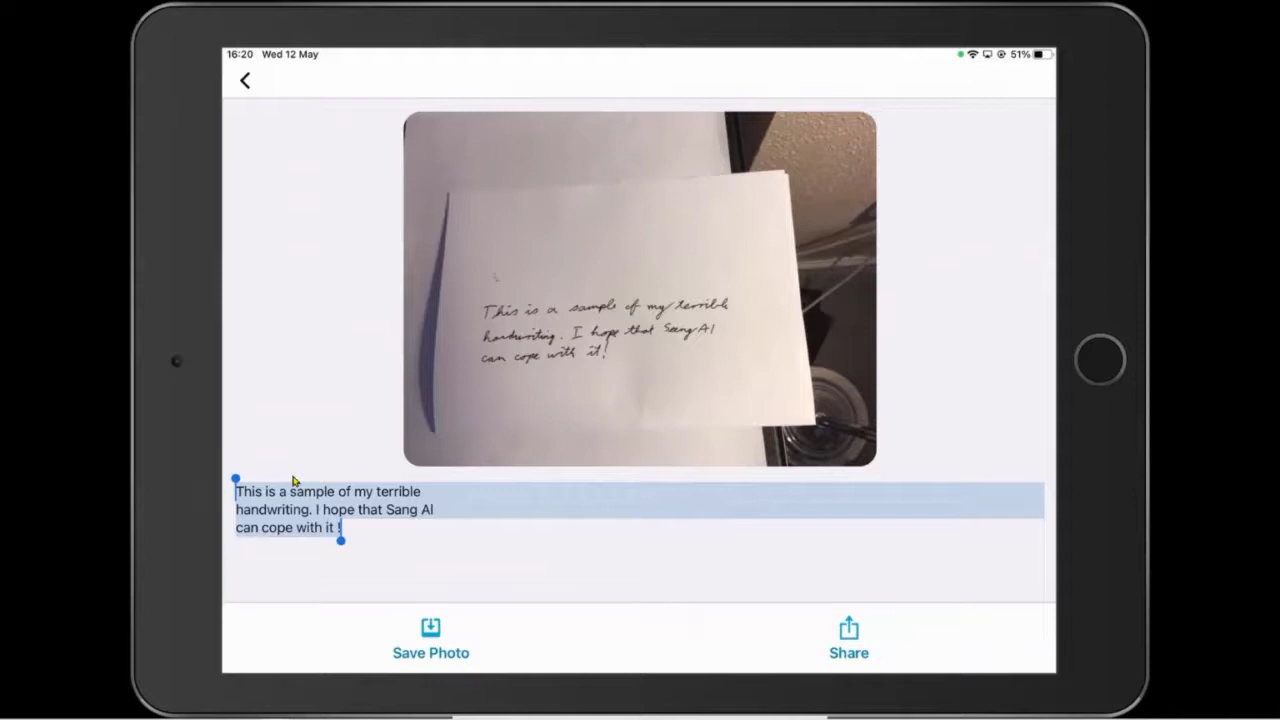 16:20 Wed 12 May
51%
This is a sample of my terrible
handwriting. I hope that Seeing AI
can cope with it!
This is a sample of my terrible
handwriting. I hope that Sang AI
can cope with it !
Save Photo
Share